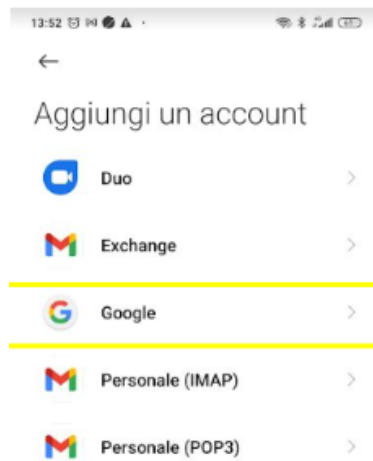 13:52
Aggiungi un account
Duo
Exchange
Google
Personale (IMAP)
Personale (POP3)